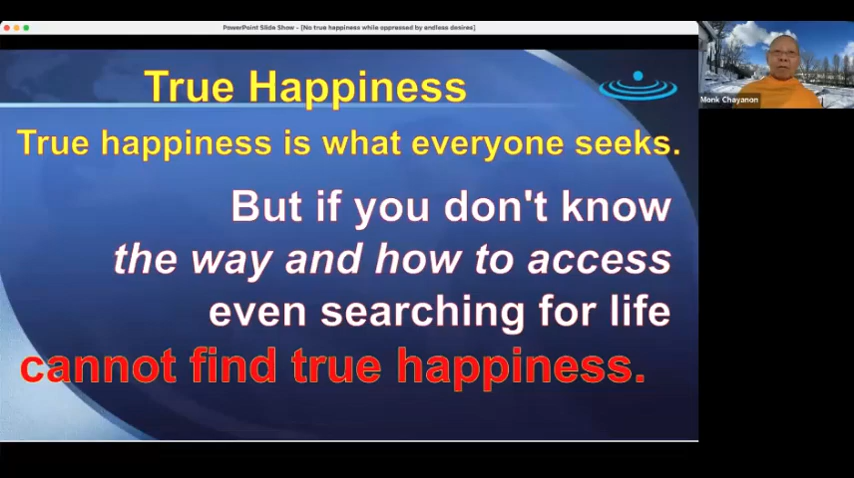 PowerPoint Slide Show - [No true happiness while oppressed by endless desires]
True Happiness
True happiness is what everyone seeks.
But if you don't know
the way and how to access
even searching for life
cannot find true happiness.
Monk Chayanon